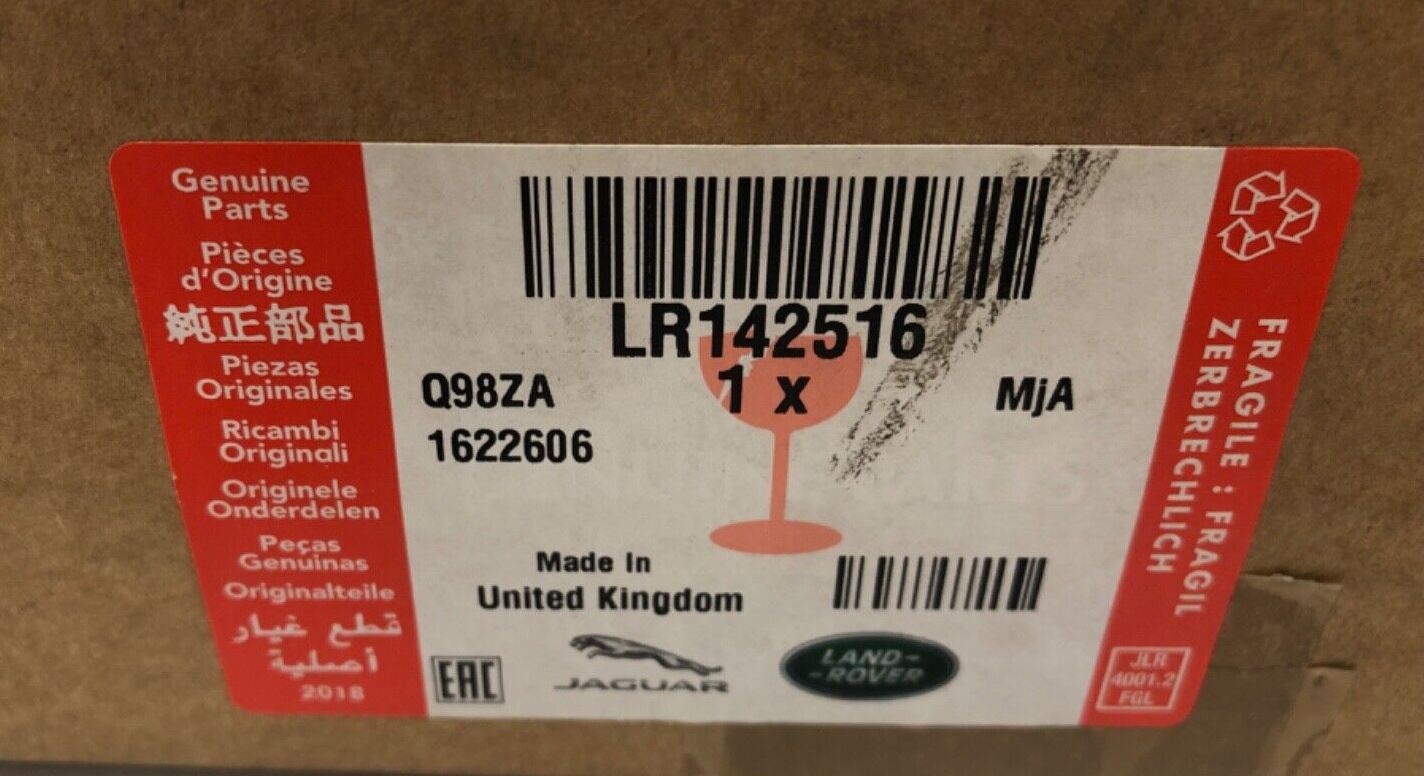 Genuine
Parts
Pièces
d'Origine
純正部品
Piezas
Originales
Ricambi
Originali
Originele
Onderdelen
Peças
Genuinas
Originalteile
قطع غيار
أصلية
2018
LR142516
Q98ZA
1 x
MjA
1622606
Made In
United Kingdom
EAC
JAGUAR
LAND-
-ROVER
FRAGILE : FRAGIL
ZERBRECHLICH
JLR
4001.2
FGL